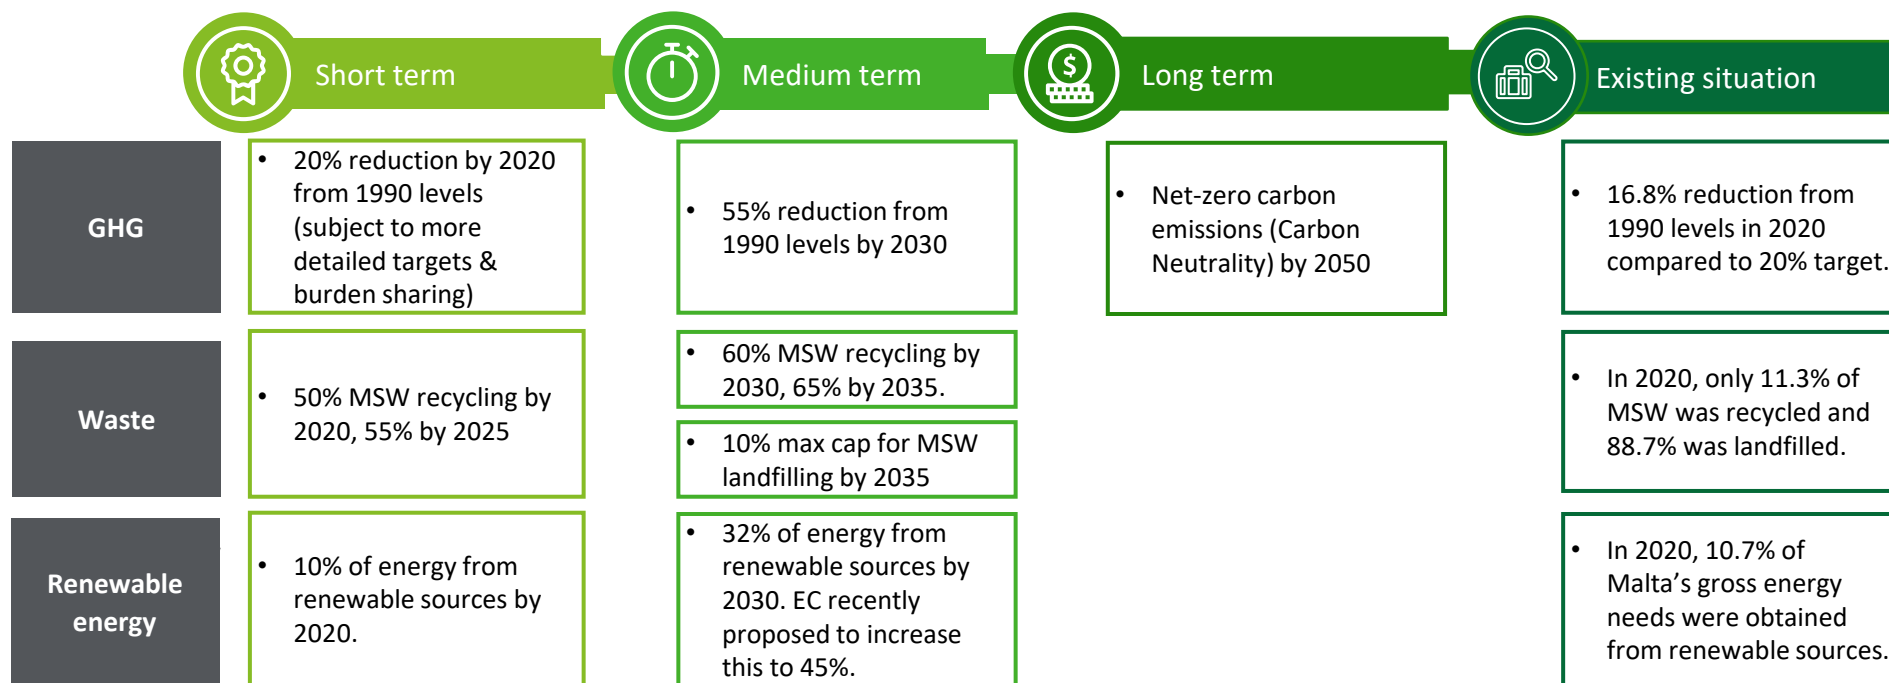 Short term
Medium term
Long term
Existing situation
GHG
• 20% reduction by 2020
from 1990 levels
(subject to more
detailed targets &
burden sharing)
• 55% reduction from
1990 levels by 2030
• Net-zero carbon
emissions (Carbon
Neutrality) by 2050
• 16.8% reduction from
1990 levels in 2020
compared to 20% target.
Waste
• 50% MSW recycling by
2020, 55% by 2025
• 60% MSW recycling by
2030, 65% by 2035.
• 10% max cap for MSW
landfilling by 2035
• In 2020, only 11.3% of
MSW was recycled and
88.7% was landfilled.
Renewable
energy
• 10% of energy from
renewable sources by
2020.
• 32% of energy from
renewable sources by
2030. EC recently
proposed to increase
this to 45%.
• In 2020, 10.7% of
Malta’s gross energy
needs were obtained
from renewable sources.